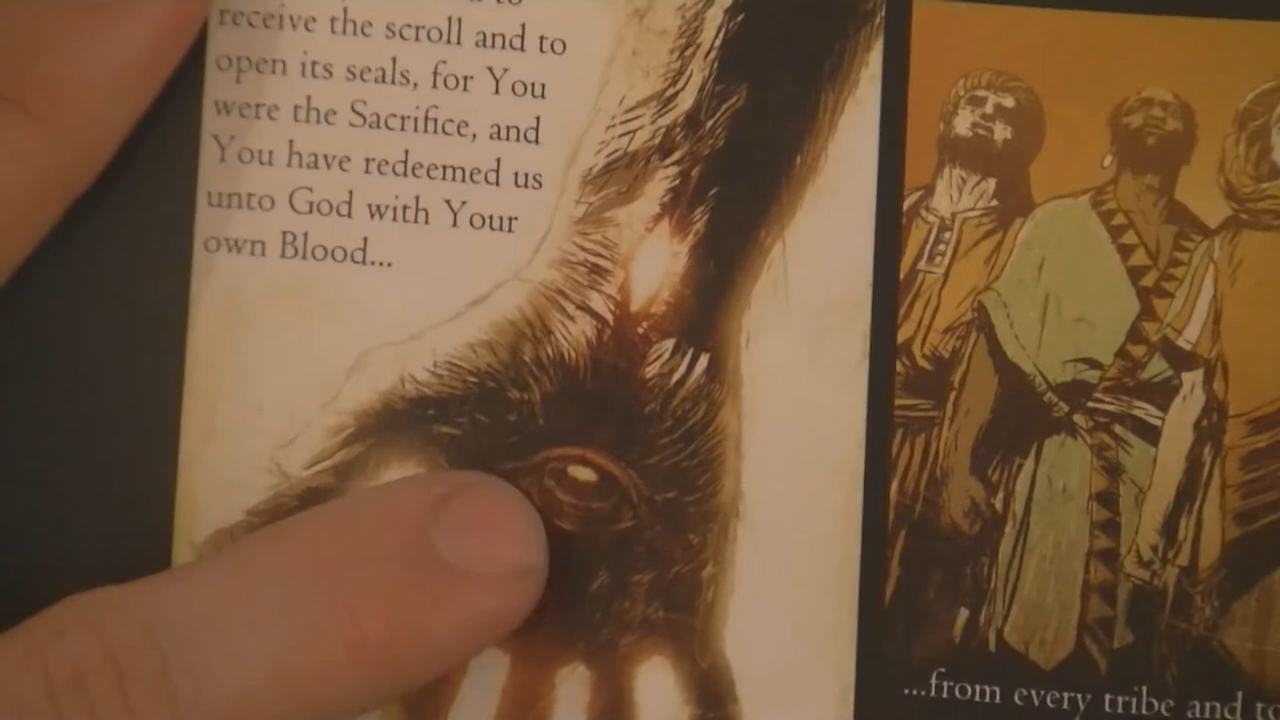 receive the scroll and to
open its seals, for You
were the Sacrifice, and
You have redeemed us
unto God with Your
own Blood...
...from every tribe and